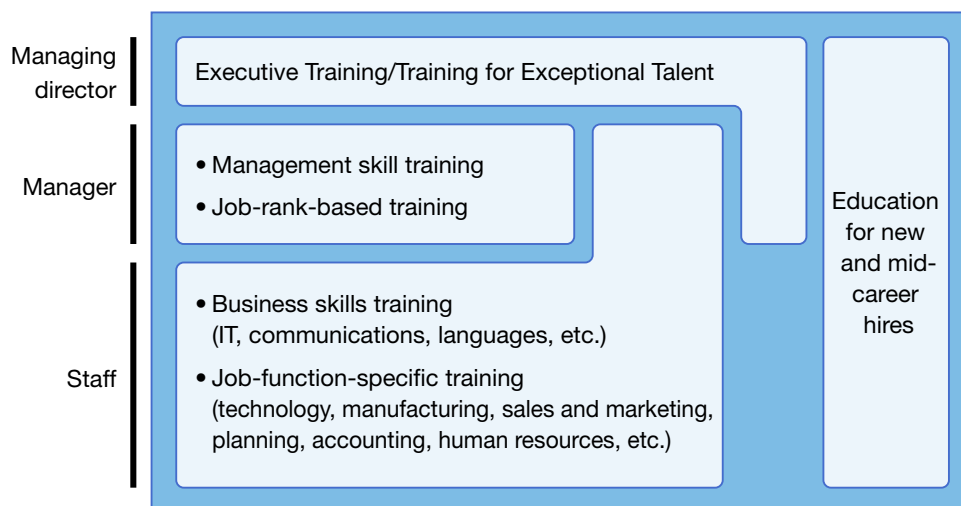 Managing
director
Executive Training/Training for Exceptional Talent
Manager
• Management skill training
• Job-rank-based training
Staff
• Business skills training
(IT, communications, languages, etc.)
• Job-function-specific training
(technology, manufacturing, sales and marketing,
planning, accounting, human resources, etc.)
Education
for new
and mid-
career
hires